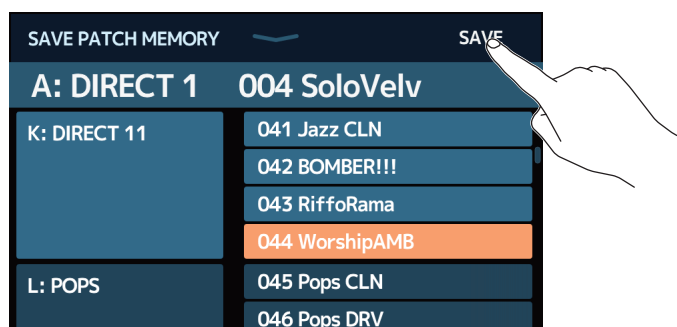 SAVE PATCH MEMORY SAVE
A: DIRECT 1 004 SoloVelv
K: DIRECT 11
041 Jazz CLN
042 BOMBER!!!
043 RiffoRama
044 WorshipAMB
L: POPS
045 Pops CLN
046 Pops DRV